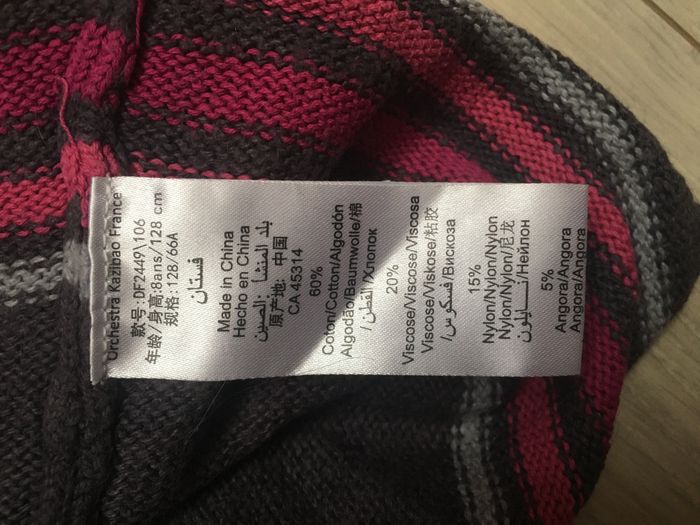 Orchestra Kazibao France
款号:DF2449\106
年龄/身高:8ans/128 cm
规格:128/66A
فستان
Made in China
Hecho en China
بلد المنشأ :الصين
原产地: 中国
CA 45314
60%
Coton/Cotton/Algodón
Algodão/Baumwolle/棉
/القطن/Хлопок
20%
Viscose/Viscose/Viscosa
Viscose/Viskose/粘胶
/فسكوس/Вискоза
15%
Nylon/Nylon/Nylon
Nylon/Nylon/尼龙
نـــايلون/Нейлон
5%
Angora/Angora
Angora/Angora